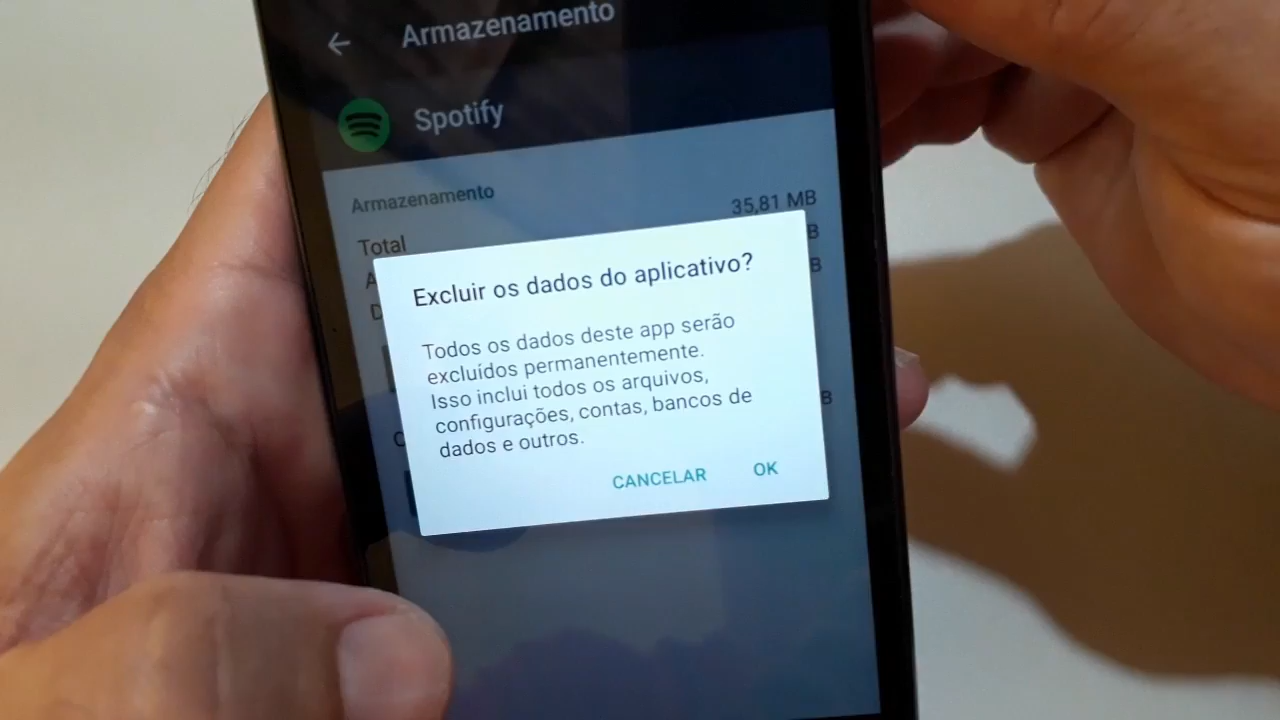 Armazenamento
Spotify
Armazenamento
Total 35,81 MB
A B
D B
Excluir os dados do aplicativo?
Todos os dados deste app serão
excluídos permanentemente.
Isso inclui todos os arquivos,
configurações, contas, bancos de
dados e outros.
C B
CANCELAR OK